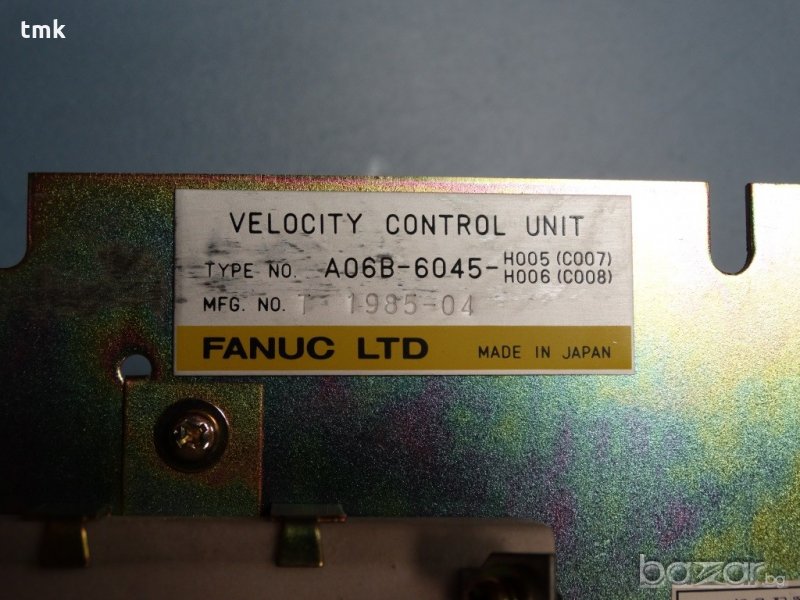 tmk
VELOCITY CONTROL UNIT
TYPE NO. A06B-6045- H005 (C007)
H006 (C008)
MFG. NO. T 1985-04
FANUC LTD MADE IN JAPAN
bazar.bg